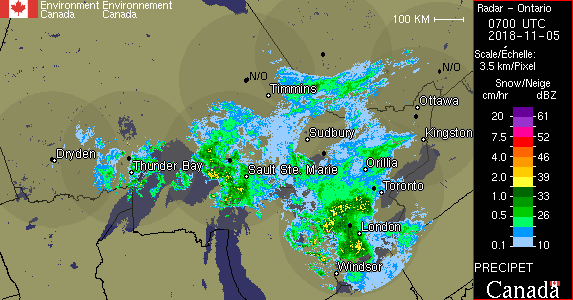 Environment Environnement
Canada Canada
100 KM
N/O
N/O
Timmins
Ottawa
Sudbury
Kingston
Dryden
Thunder Bay
Sault Ste. Marie
Orillia
Toronto
London
Windsor
Radar - Ontario
0700 UTC
2018-11-05
Scale/Échelle:
3.5 km/Pixel
Snow/Neige
cm/hr dBZ
20 61
7.5 52
4.0 46
2.0 39
1.0 33
0.5 26
0.1 10
PRECIPET
Canada